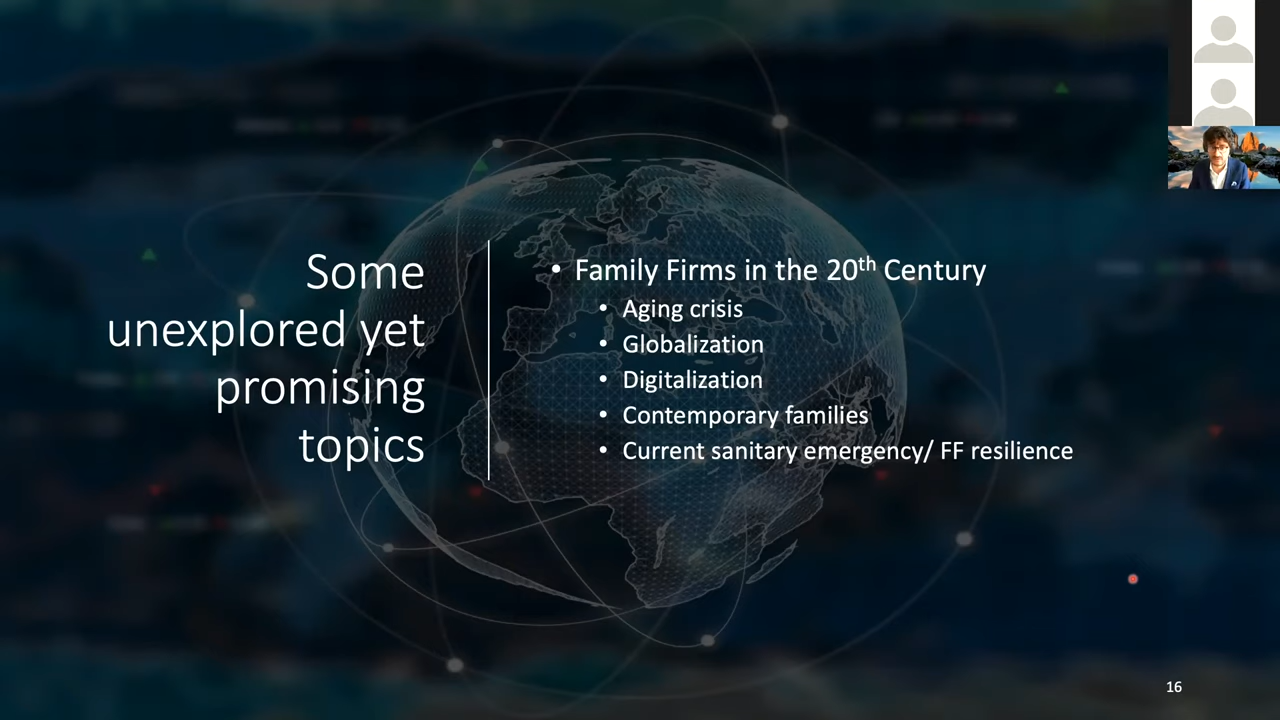 Some
unexplored yet
promising
topics
• Family Firms in the 20th Century
• Aging crisis
• Globalization
• Digitalization
• Contemporary families
• Current sanitary emergency/ FF resilience
16